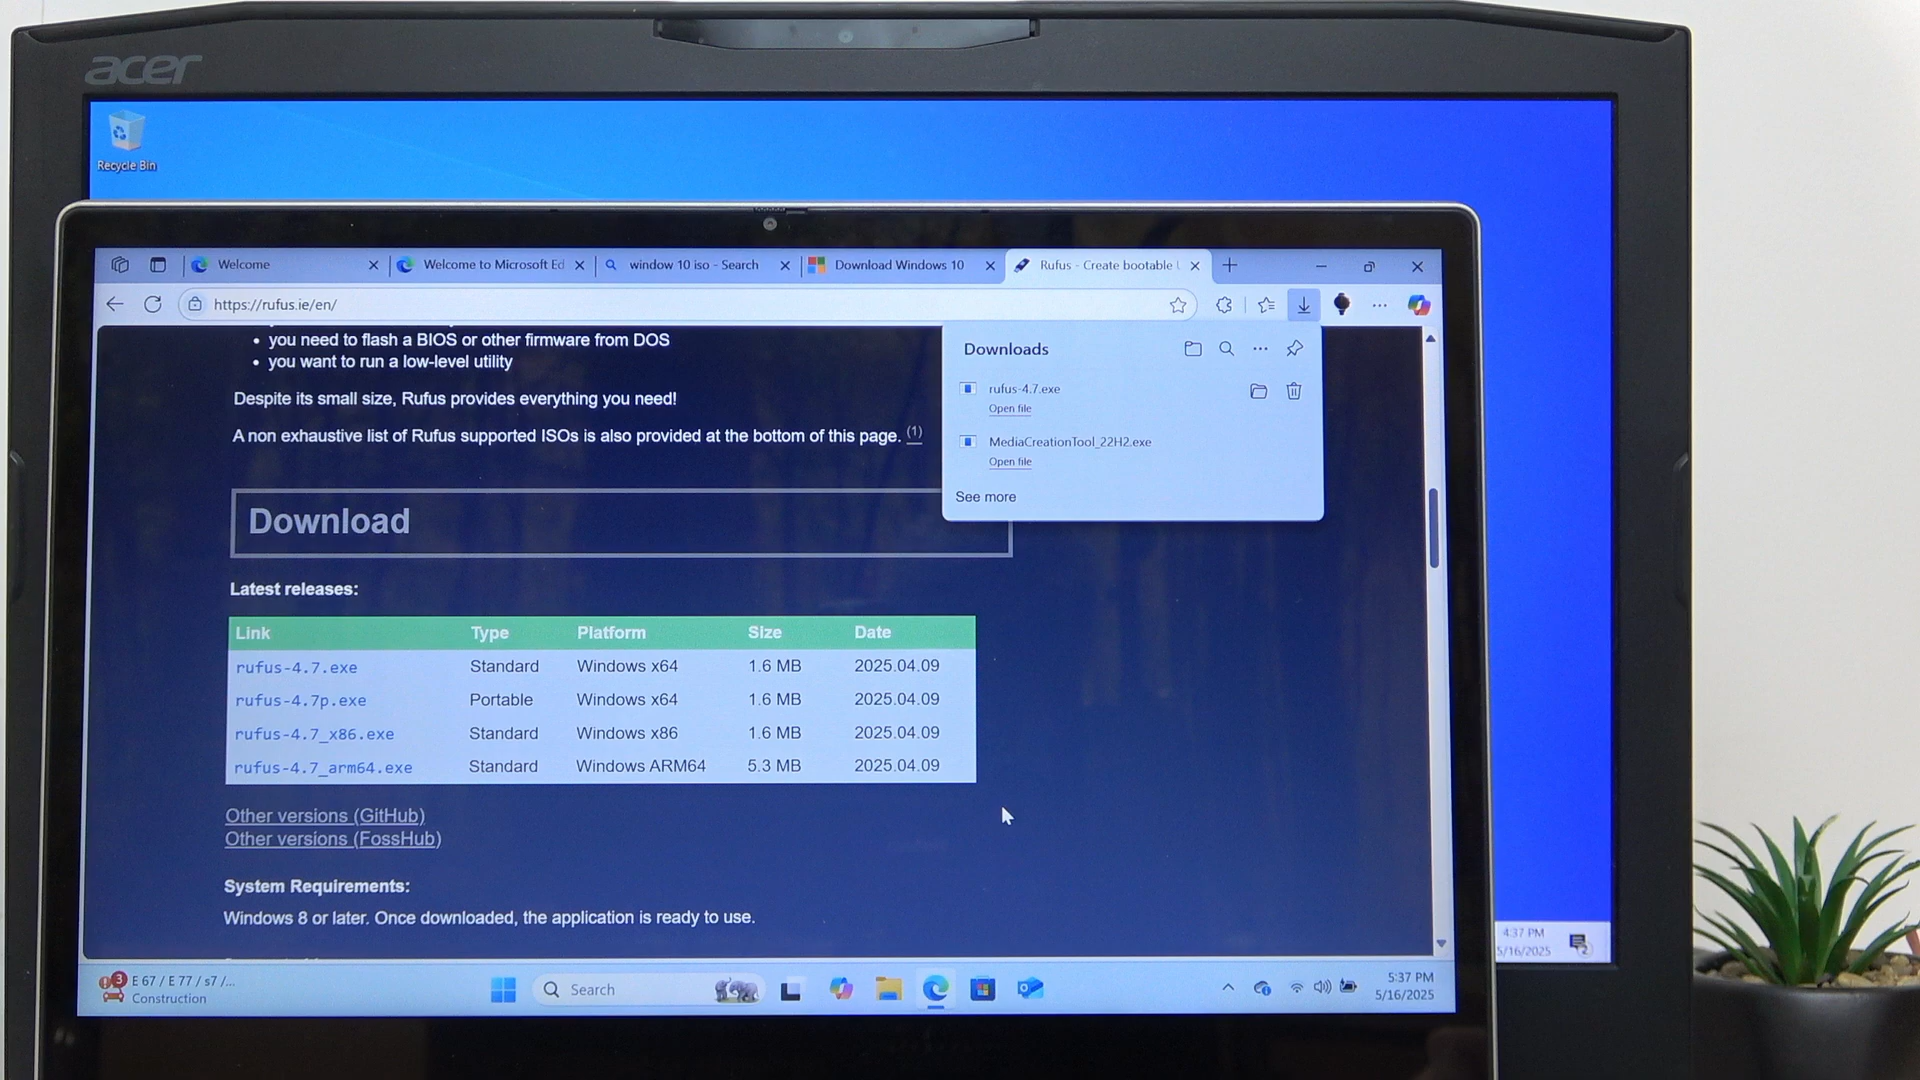 acer
Recycle Bin
Welcome
Welcome to Microsoft Ed
window 10 iso - Search
Download Windows 10
Rufus - Create bootable
https://rufus.ie/en/
you need to flash a BIOS or other firmware from DOS
you want to run a low-level utility
Despite its small size, Rufus provides everything you need!
A non exhaustive list of Rufus supported ISOs is also provided at the bottom of this page. (1)
Downloads
rufus-4.7.exe
Open file
MediaCreationTool_22H2.exe
Open file
See more
Download
Latest releases:
Link Type Platform Size Date
rufus-4.7.exe Standard Windows x64 1.6 MB 2025.04.09
rufus-4.7p.exe Portable Windows x64 1.6 MB 2025.04.09
rufus-4.7_x86.exe Standard Windows x86 1.6 MB 2025.04.09
rufus-4.7_arm64.exe Standard Windows ARM64 5.3 MB 2025.04.09
Other versions (GitHub)
Other versions (FossHub)
System Requirements:
Windows 8 or later. Once downloaded, the application is ready to use.
4:37 PM
5/16/2025
2
3
E 67 / E 77 / s7 /...
Construction
Search
5:37 PM
5/16/2025